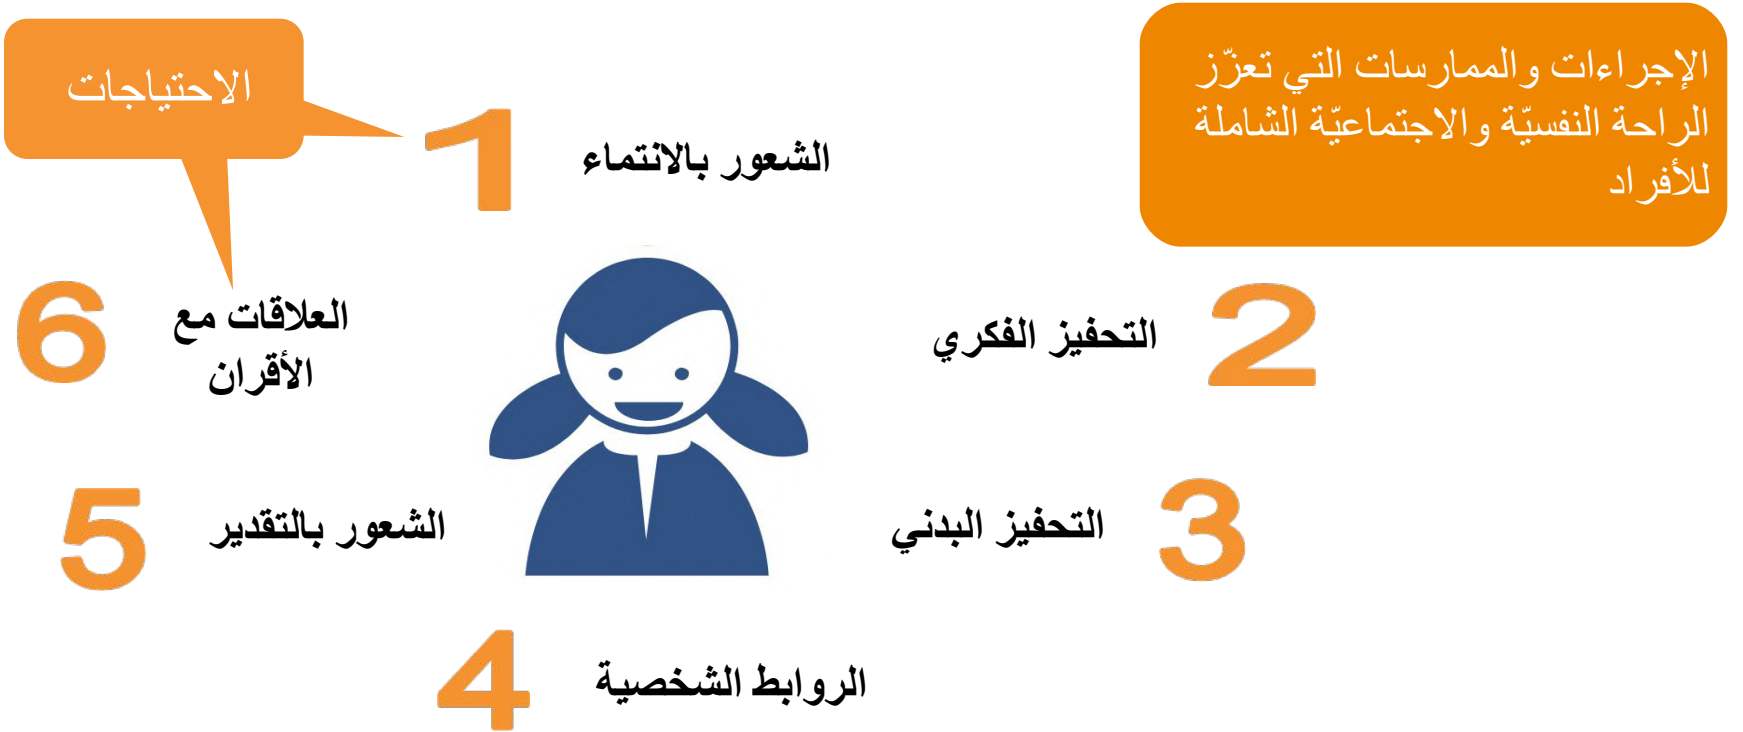 الإجراءات والممارسات التي تعزّز
الراحة النفسيّة والاجتماعيّة الشاملة
للأفراد
الاحتياجات
1
الشعور بالانتماء
2
التحفيز الفكري
3
التحفيز البدني
4
الروابط الشخصية
5
الشعور بالتقدير
6
العلاقات مع
الأقران